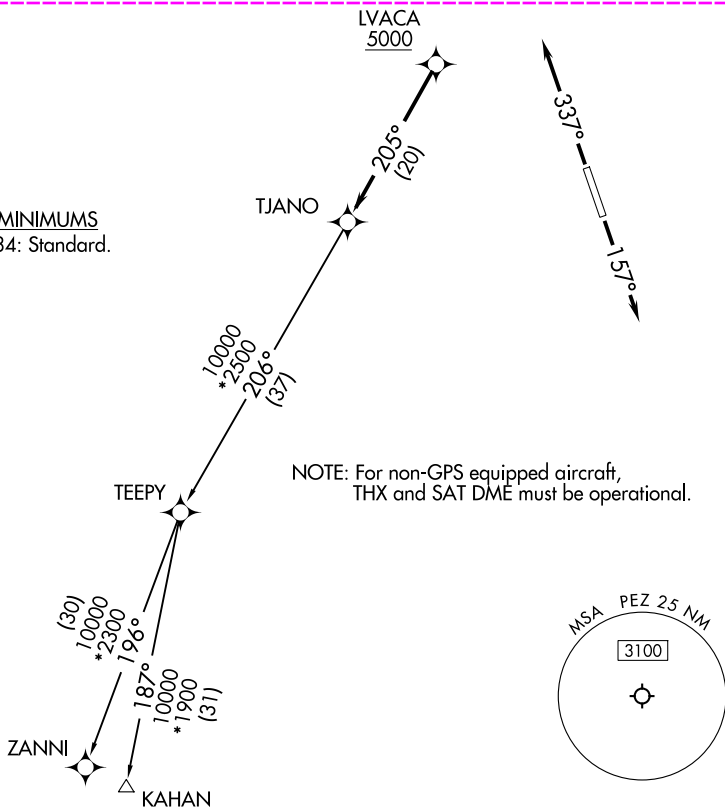 LVACA
5000
337°
205°
(20)
TJANO
MINIMUMS
34: Standard.
157°
10000
*2500
206°
(37)
NOTE: For non-GPS equipped aircraft,
THX and SAT DME must be operational.
TEEPY
(30)
10000
*2300
196°
187°
10000
*1900
(31)
MSA PEZ 25 NM
3100
ZANNI
KAHAN